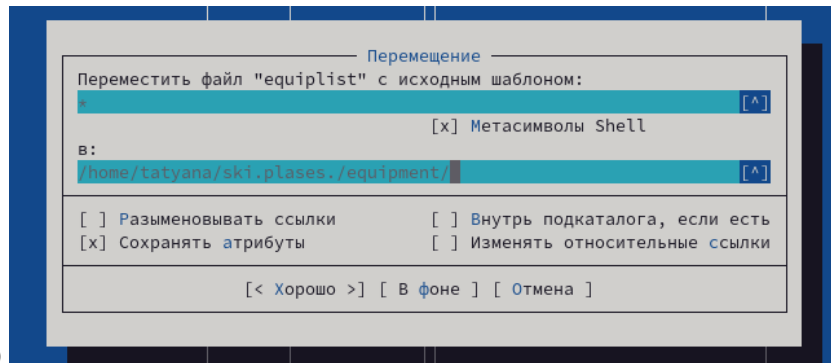 Перемещение
Переместить файл "equiplist" с исходным шаблоном:
* [^]
[x] Метасимволы Shell
в:
/home/tatyana/ski.plases./equipment/ [^]
[ ] Разыменовывать ссылки [ ] Внутрь подкаталога, если есть
[x] Сохранять атрибуты [ ] Изменять относительные ссылки
[< Хорошо >] [ В фоне ] [ Отмена ]